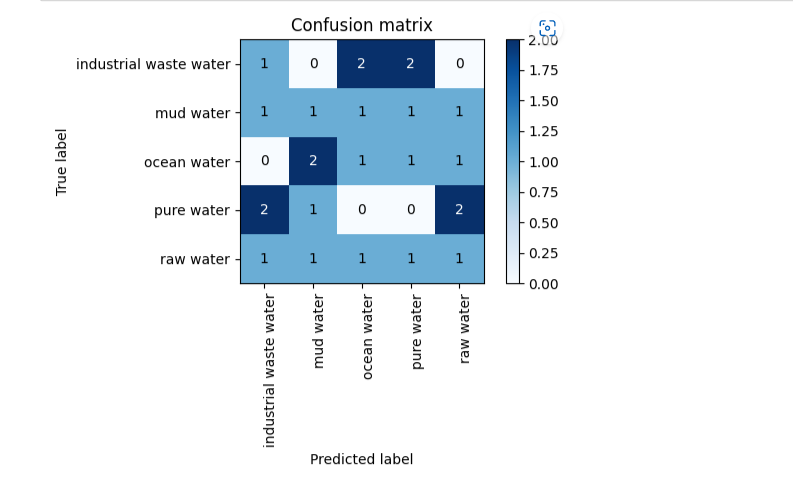 Confusion matrix
industrial waste water 1 0 2 2 0
mud water 1 1 1 1 1
ocean water 0 2 1 1 1
pure water 2 1 0 0 2
raw water 1 1 1 1 1
True label
industrial waste water
mud water
ocean water
pure water
raw water
Predicted label
2.00
1.75
1.50
1.25
1.00
0.75
0.50
0.25
0.00